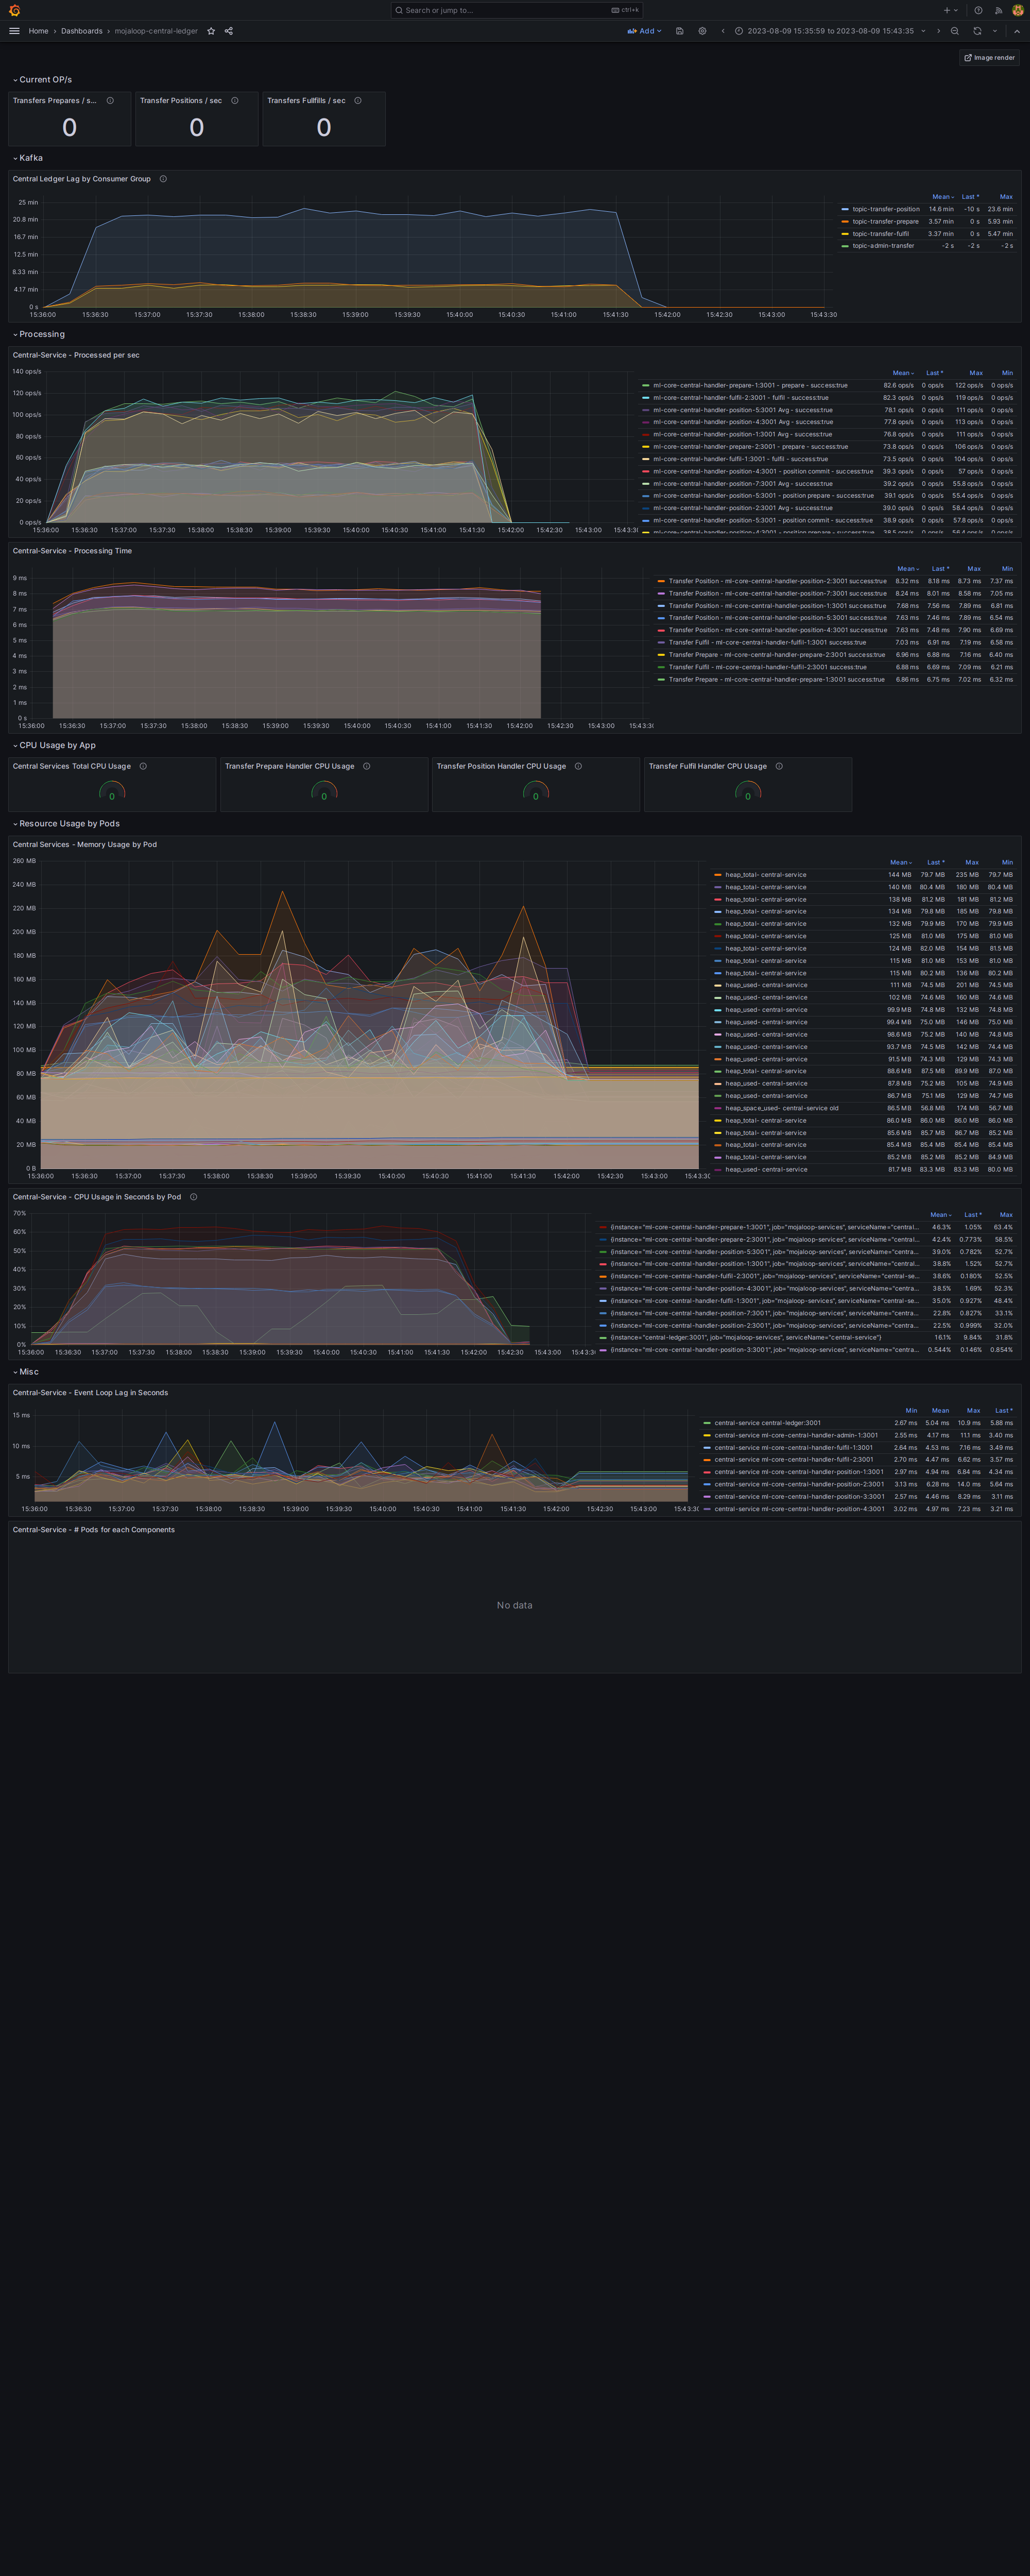 Search or jump to...
ctrl+k
Home › Dashboards › mojaloop-central-ledger
Add
2023-08-09 15:35:59 to 2023-08-09 15:43:35
Image render
Current OP/s
Transfers Prepares / s...
Transfer Positions / sec
Transfers Fullfills / sec
0
0
0
Kafka
Central Ledger Lag by Consumer Group
25 min
20.8 min
16.7 min
12.5 min
8.33 min
4.17 min
0 s
15:36:00 15:36:30 15:37:00 15:37:30 15:38:00 15:38:30 15:39:00 15:39:30 15:40:00 15:40:30 15:41:00 15:41:30 15:42:00 15:42:30 15:43:00 15:43:30
Mean Last * Max
topic-transfer-position 14.6 min -10 s 23.6 min
topic-transfer-prepare 3.57 min 0 s 5.93 min
topic-transfer-fulfil 3.37 min 0 s 5.47 min
topic-admin-transfer -2 s -2 s -2 s
Processing
Central-Service - Processed per sec
140 ops/s
120 ops/s
100 ops/s
80 ops/s
60 ops/s
40 ops/s
20 ops/s
0 ops/s
15:36:00 15:36:30 15:37:00 15:37:30 15:38:00 15:38:30 15:39:00 15:39:30 15:40:00 15:40:30 15:41:00 15:41:30 15:42:00 15:42:30 15:43:00 15:43:30
Mean Last * Max Min
ml-core-central-handler-prepare-1:3001 - prepare - success:true 82.6 ops/s 0 ops/s 122 ops/s 0 ops/s
ml-core-central-handler-fulfil-2:3001 - fulfil - success:true 82.3 ops/s 0 ops/s 119 ops/s 0 ops/s
ml-core-central-handler-position-5:3001 Avg - success:true 78.1 ops/s 0 ops/s 111 ops/s 0 ops/s
ml-core-central-handler-position-4:3001 Avg - success:true 77.8 ops/s 0 ops/s 113 ops/s 0 ops/s
ml-core-central-handler-position-1:3001 Avg - success:true 76.8 ops/s 0 ops/s 111 ops/s 0 ops/s
ml-core-central-handler-prepare-2:3001 - prepare - success:true 73.8 ops/s 0 ops/s 106 ops/s 0 ops/s
ml-core-central-handler-fulfil-1:3001 - fulfil - success:true 73.5 ops/s 0 ops/s 104 ops/s 0 ops/s
ml-core-central-handler-position-4:3001 - position commit - success:true 39.3 ops/s 0 ops/s 57 ops/s 0 ops/s
ml-core-central-handler-position-7:3001 Avg - success:true 39.2 ops/s 0 ops/s 55.8 ops/s 0 ops/s
ml-core-central-handler-position-5:3001 - position prepare - success:true 39.1 ops/s 0 ops/s 55.4 ops/s 0 ops/s
ml-core-central-handler-position-2:3001 Avg - success:true 39.0 ops/s 0 ops/s 58.4 ops/s 0 ops/s
ml-core-central-handler-position-5:3001 - position commit - success:true 38.9 ops/s 0 ops/s 57.8 ops/s 0 ops/s
ml-core-central-handler-position-4:3001 - position prepare - success:true 38.5 ops/s 0 ops/s 56.4 ops/s 0 ops/s
Central-Service - Processing Time
9 ms
8 ms
7 ms
6 ms
5 ms
4 ms
3 ms
2 ms
1 ms
0 s
15:36:00 15:36:30 15:37:00 15:37:30 15:38:00 15:38:30 15:39:00 15:39:30 15:40:00 15:40:30 15:41:00 15:41:30 15:42:00 15:42:30 15:43:00 15:43:30
Mean Last * Max Min
Transfer Position - ml-core-central-handler-position-2:3001 success:true 8.32 ms 8.18 ms 8.73 ms 7.37 ms
Transfer Position - ml-core-central-handler-position-7:3001 success:true 8.24 ms 8.01 ms 8.58 ms 7.05 ms
Transfer Position - ml-core-central-handler-position-1:3001 success:true 7.68 ms 7.56 ms 7.89 ms 6.81 ms
Transfer Position - ml-core-central-handler-position-5:3001 success:true 7.63 ms 7.46 ms 7.89 ms 6.54 ms
Transfer Position - ml-core-central-handler-position-4:3001 success:true 7.63 ms 7.48 ms 7.90 ms 6.69 ms
Transfer Fulfil - ml-core-central-handler-fulfil-1:3001 success:true 7.03 ms 6.91 ms 7.19 ms 6.58 ms
Transfer Prepare - ml-core-central-handler-prepare-2:3001 success:true 6.96 ms 6.88 ms 7.16 ms 6.40 ms
Transfer Fulfil - ml-core-central-handler-fulfil-2:3001 success:true 6.88 ms 6.69 ms 7.09 ms 6.21 ms
Transfer Prepare - ml-core-central-handler-prepare-1:3001 success:true 6.86 ms 6.75 ms 7.02 ms 6.32 ms
CPU Usage by App
Central Services Total CPU Usage
Transfer Prepare Handler CPU Usage
Transfer Position Handler CPU Usage
Transfer Fulfil Handler CPU Usage
0
0
0
0
Resource Usage by Pods
Central Services - Memory Usage by Pod
260 MB
240 MB
220 MB
200 MB
180 MB
160 MB
140 MB
120 MB
100 MB
80 MB
60 MB
40 MB
20 MB
0 B
15:36:00 15:36:30 15:37:00 15:37:30 15:38:00 15:38:30 15:39:00 15:39:30 15:40:00 15:40:30 15:41:00 15:41:30 15:42:00 15:42:30 15:43:00 15:43:30
Mean Last * Max Min
heap_total- central-service 144 MB 79.7 MB 235 MB 79.7 MB
heap_total- central-service 140 MB 80.4 MB 180 MB 80.4 MB
heap_total- central-service 138 MB 81.2 MB 181 MB 81.2 MB
heap_total- central-service 134 MB 79.8 MB 185 MB 79.8 MB
heap_total- central-service 132 MB 79.9 MB 170 MB 79.9 MB
heap_total- central-service 125 MB 81.0 MB 175 MB 81.0 MB
heap_total- central-service 124 MB 82.0 MB 154 MB 81.5 MB
heap_total- central-service 115 MB 81.0 MB 153 MB 81.0 MB
heap_total- central-service 115 MB 80.2 MB 136 MB 80.2 MB
heap_used- central-service 111 MB 74.5 MB 201 MB 74.5 MB
heap_used- central-service 102 MB 74.6 MB 160 MB 74.6 MB
heap_used- central-service 99.9 MB 74.8 MB 132 MB 74.8 MB
heap_used- central-service 99.4 MB 75.0 MB 146 MB 75.0 MB
heap_used- central-service 98.6 MB 75.2 MB 140 MB 74.8 MB
heap_used- central-service 93.7 MB 74.5 MB 142 MB 74.4 MB
heap_used- central-service 91.5 MB 74.3 MB 129 MB 74.3 MB
heap_total- central-service 88.6 MB 87.5 MB 89.9 MB 87.0 MB
heap_used- central-service 87.8 MB 75.2 MB 105 MB 74.9 MB
heap_used- central-service 86.7 MB 75.1 MB 129 MB 74.7 MB
heap_space_used- central-service old 86.5 MB 56.8 MB 174 MB 56.7 MB
heap_total- central-service 86.0 MB 86.0 MB 86.0 MB 86.0 MB
heap_total- central-service 85.6 MB 85.7 MB 86.7 MB 85.2 MB
heap_total- central-service 85.4 MB 85.4 MB 85.4 MB 85.4 MB
heap_total- central-service 85.2 MB 85.2 MB 85.2 MB 84.9 MB
heap_used- central-service 81.7 MB 83.3 MB 83.3 MB 80.0 MB
Central-Service - CPU Usage in Seconds by Pod
70%
60%
50%
40%
30%
20%
10%
0%
15:36:00 15:36:30 15:37:00 15:37:30 15:38:00 15:38:30 15:39:00 15:39:30 15:40:00 15:40:30 15:41:00 15:41:30 15:42:00 15:42:30 15:43:00 15:43:30
Mean Last * Max
{instance="ml-core-central-handler-prepare-1:3001", job="mojaloop-services", serviceName="central... 46.3% 1.05% 63.4%
{instance="ml-core-central-handler-prepare-2:3001", job="mojaloop-services", serviceName="central... 42.4% 0.773% 58.5%
{instance="ml-core-central-handler-position-5:3001", job="mojaloop-services", serviceName="centra... 39.0% 0.782% 52.7%
{instance="ml-core-central-handler-position-1:3001", job="mojaloop-services", serviceName="central... 38.8% 1.52% 52.7%
{instance="ml-core-central-handler-fulfil-2:3001", job="mojaloop-services", serviceName="central-se... 38.6% 0.180% 52.5%
{instance="ml-core-central-handler-position-4:3001", job="mojaloop-services", serviceName="centra... 38.5% 1.69% 52.3%
{instance="ml-core-central-handler-fulfil-1:3001", job="mojaloop-services", serviceName="central-se... 35.0% 0.927% 48.4%
{instance="ml-core-central-handler-position-7:3001", job="mojaloop-services", serviceName="centra... 22.8% 0.827% 33.1%
{instance="ml-core-central-handler-position-2:3001", job="mojaloop-services", serviceName="centra... 22.5% 0.999% 32.0%
{instance="central-ledger:3001", job="mojaloop-services", serviceName="central-service"} 16.1% 9.84% 31.8%
{instance="ml-core-central-handler-position-3:3001", job="mojaloop-services", serviceName="centra... 0.544% 0.146% 0.854%
Misc
Central-Service - Event Loop Lag in Seconds
15 ms
10 ms
5 ms
15:36:00 15:36:30 15:37:00 15:37:30 15:38:00 15:38:30 15:39:00 15:39:30 15:40:00 15:40:30 15:41:00 15:41:30 15:42:00 15:42:30 15:43:00 15:43:30
Min Mean Max Last *
central-service central-ledger:3001 2.67 ms 5.04 ms 10.9 ms 5.88 ms
central-service ml-core-central-handler-admin-1:3001 2.55 ms 4.17 ms 11.1 ms 3.40 ms
central-service ml-core-central-handler-fulfil-1:3001 2.64 ms 4.53 ms 7.16 ms 3.49 ms
central-service ml-core-central-handler-fulfil-2:3001 2.70 ms 4.47 ms 6.62 ms 3.57 ms
central-service ml-core-central-handler-position-1:3001 2.97 ms 4.94 ms 6.84 ms 4.34 ms
central-service ml-core-central-handler-position-2:3001 3.13 ms 6.28 ms 14.0 ms 5.64 ms
central-service ml-core-central-handler-position-3:3001 2.57 ms 4.46 ms 8.29 ms 3.11 ms
central-service ml-core-central-handler-position-4:3001 3.02 ms 4.97 ms 7.23 ms 3.21 ms
Central-Service - # Pods for each Components
No data